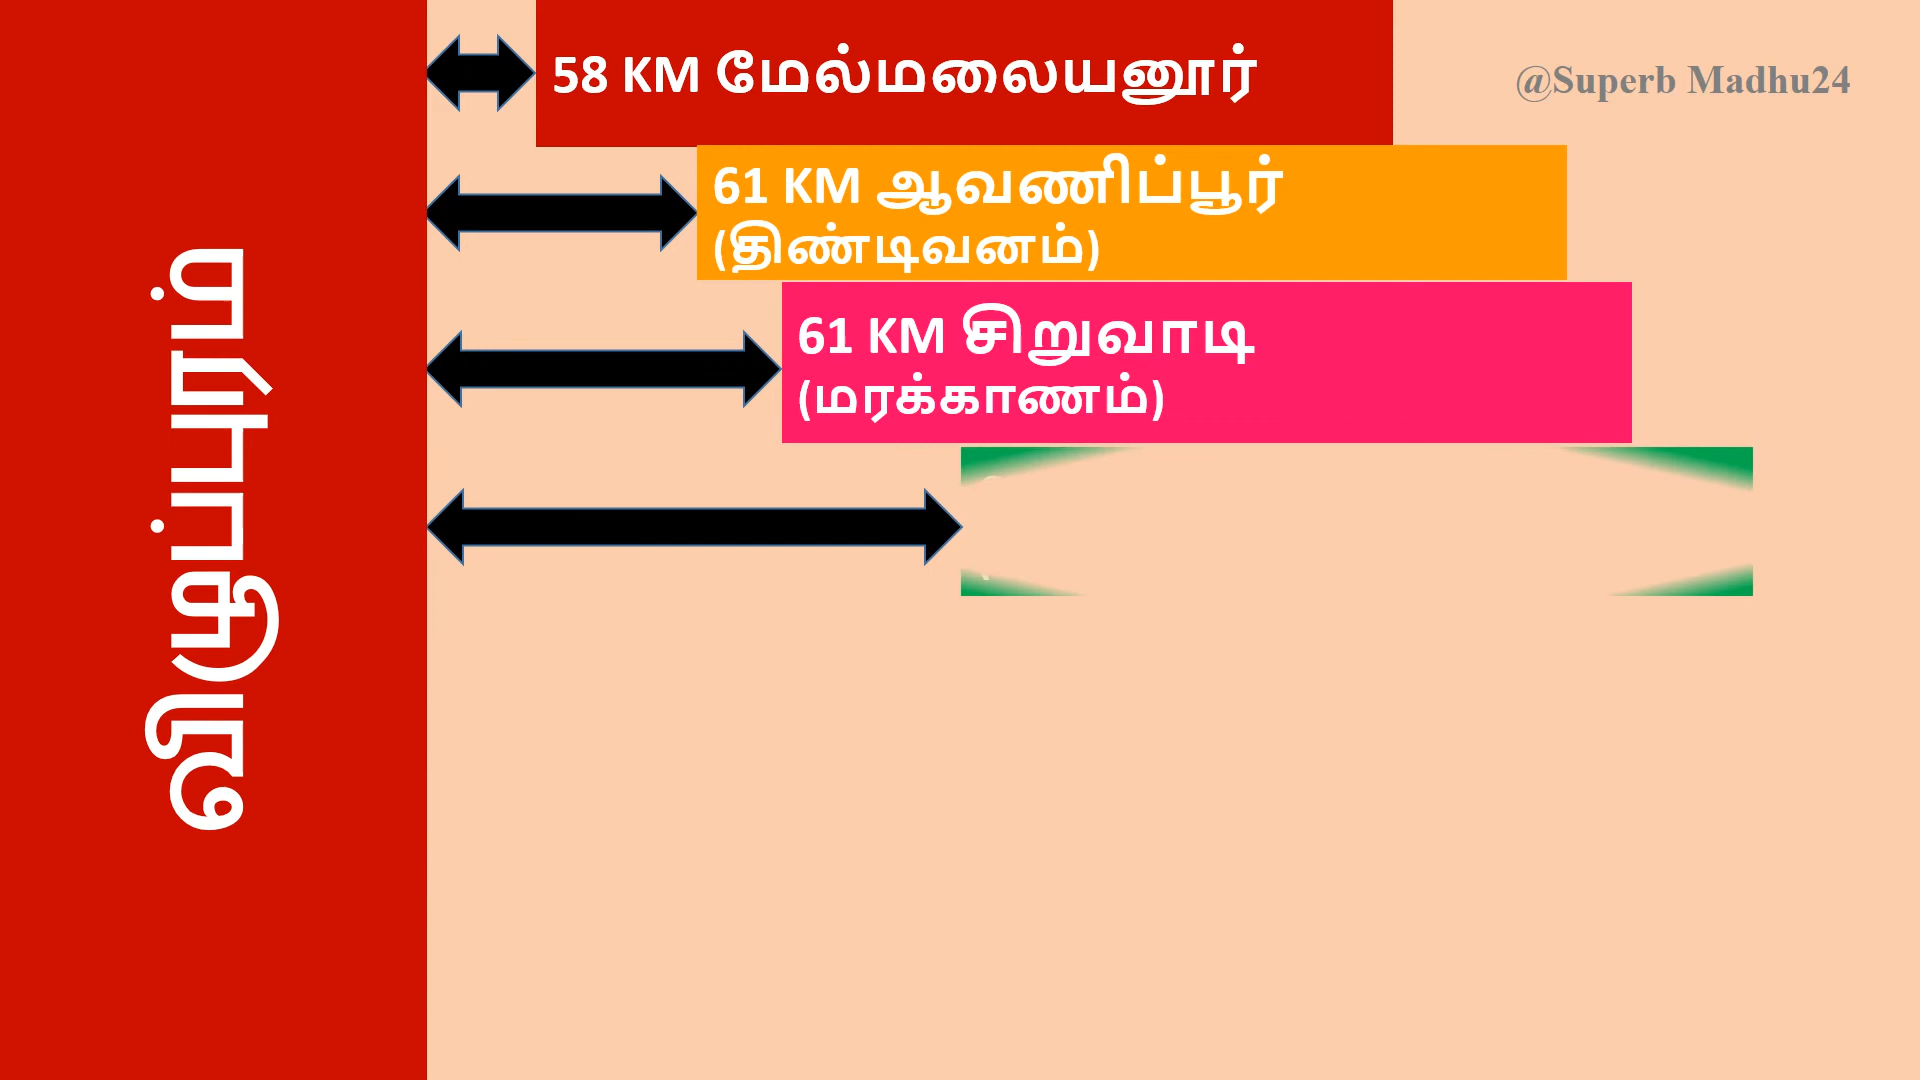 விழுப்புரம்
58 KM மேல்மலையனூர்
@Superb Madhu24
61 KM ஆவணிப்பூர்
(திண்டிவனம்)
61 KM சிறுவாடி
(மரக்காணம்)